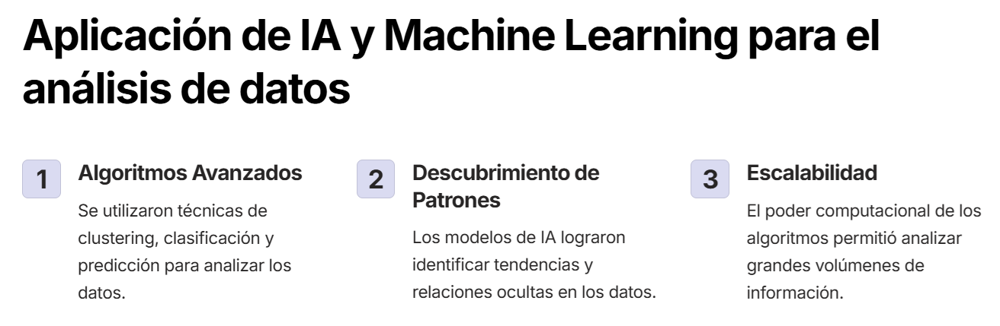 Aplicación de IA y Machine Learning para el
análisis de datos
1
Algoritmos Avanzados
Se utilizaron técnicas de
clustering, clasificación y
predicción para analizar los
datos.
2
Descubrimiento de
Patrones
Los modelos de IA lograron
identificar tendencias y
relaciones ocultas en los datos.
3
Escalabilidad
El poder computacional de los
algoritmos permitió analizar
grandes volúmenes de
información.